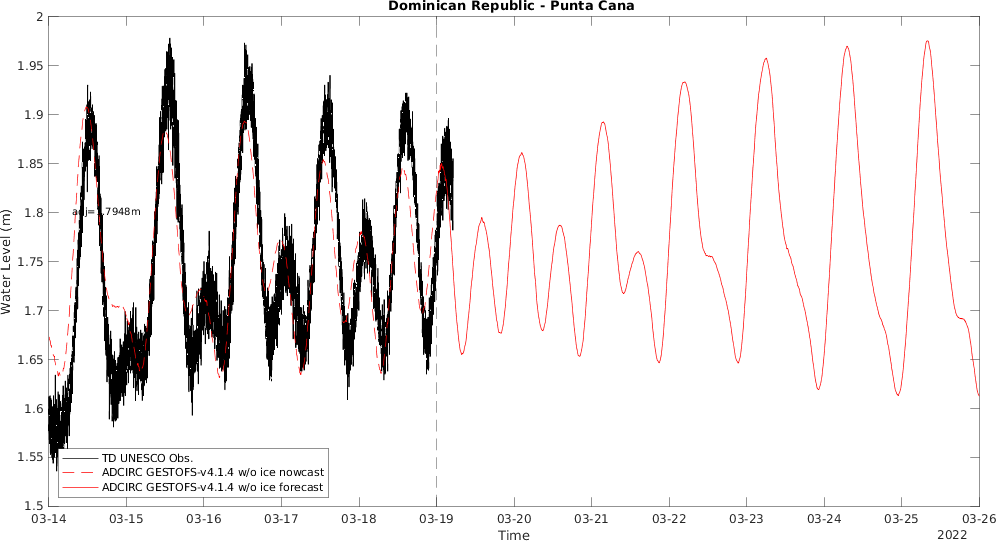 Dominican Republic - Punta Cana
Water Level (m)
2
1.95
1.9
1.85
1.8
1.75
1.7
1.65
1.6
1.55
1.5
adj=1.7948m
TD UNESCO Obs.
ADCIRC GESTOFS-v4.1.4 w/o ice nowcast
ADCIRC GESTOFS-v4.1.4 w/o ice forecast
03-14 03-15 03-16 03-17 03-18 03-19 03-20 03-21 03-22 03-23 03-24 03-25 03-26
Time
2022